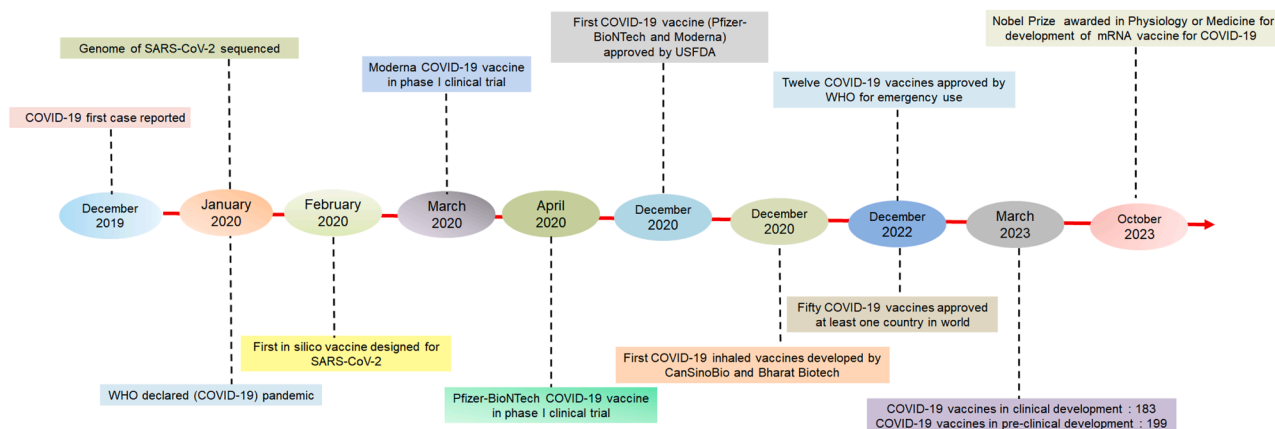 Genome of SARS-CoV-2 sequenced
First COVID-19 vaccine (Pfizer-
BioNTech and Moderna)
approved by USFDA
Nobel Prize awarded in Physiology or Medicine for
development of mRNA vaccine for COVID-19
Moderna COVID-19 vaccine
in phase I clinical trial
Twelve COVID-19 vaccines approved by
WHO for emergency use
COVID-19 first case reported
December
2019
January
2020
February
2020
March
2020
April
2020
December
2020
December
2020
December
2022
March
2023
October
2023
Fifty COVID-19 vaccines approved
at least one country in world
First in silico vaccine designed for
SARS-CoV-2
First COVID-19 inhaled vaccines developed by
CanSinoBio and Bharat Biotech
WHO declared (COVID-19) pandemic
Pfizer-BioNTech COVID-19 vaccine
in phase I clinical trial
COVID-19 vaccines in clinical development : 183
COVID-19 vaccines in pre-clinical development : 199